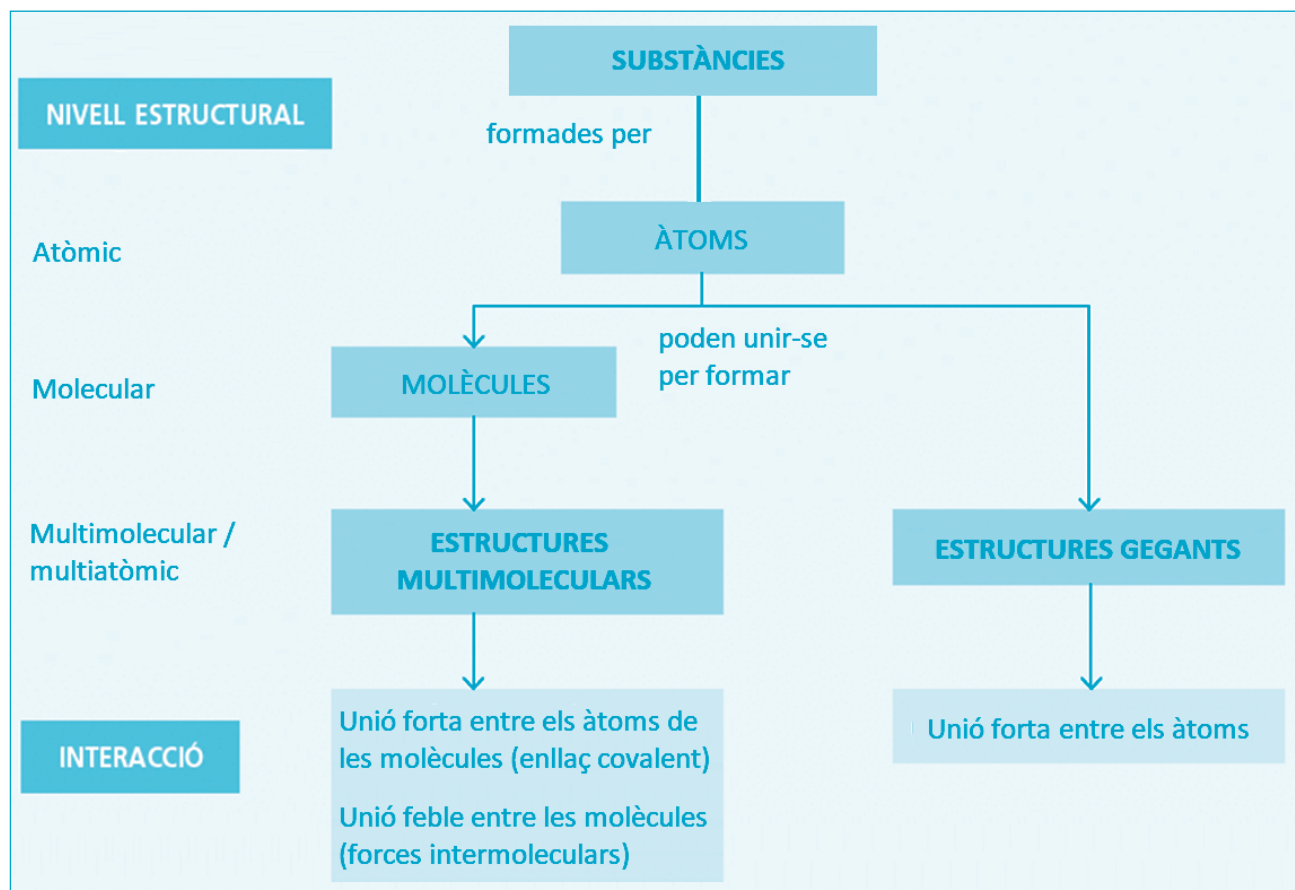 SUBSTÀNCIES
NIVELL ESTRUCTURAL
formades per
Atòmic
ÀTOMS
poden unir-se
per formar
Molecular
MOLÈCULES
Multimolecular /
multiatòmic
ESTRUCTURES
MULTIMOLECULARS
ESTRUCTURES GEGANTS
INTERACCIÓ
Unió forta entre els àtoms de
les molècules (enllaç covalent)
Unió feble entre les molècules
(forces intermoleculars)
Unió forta entre els àtoms